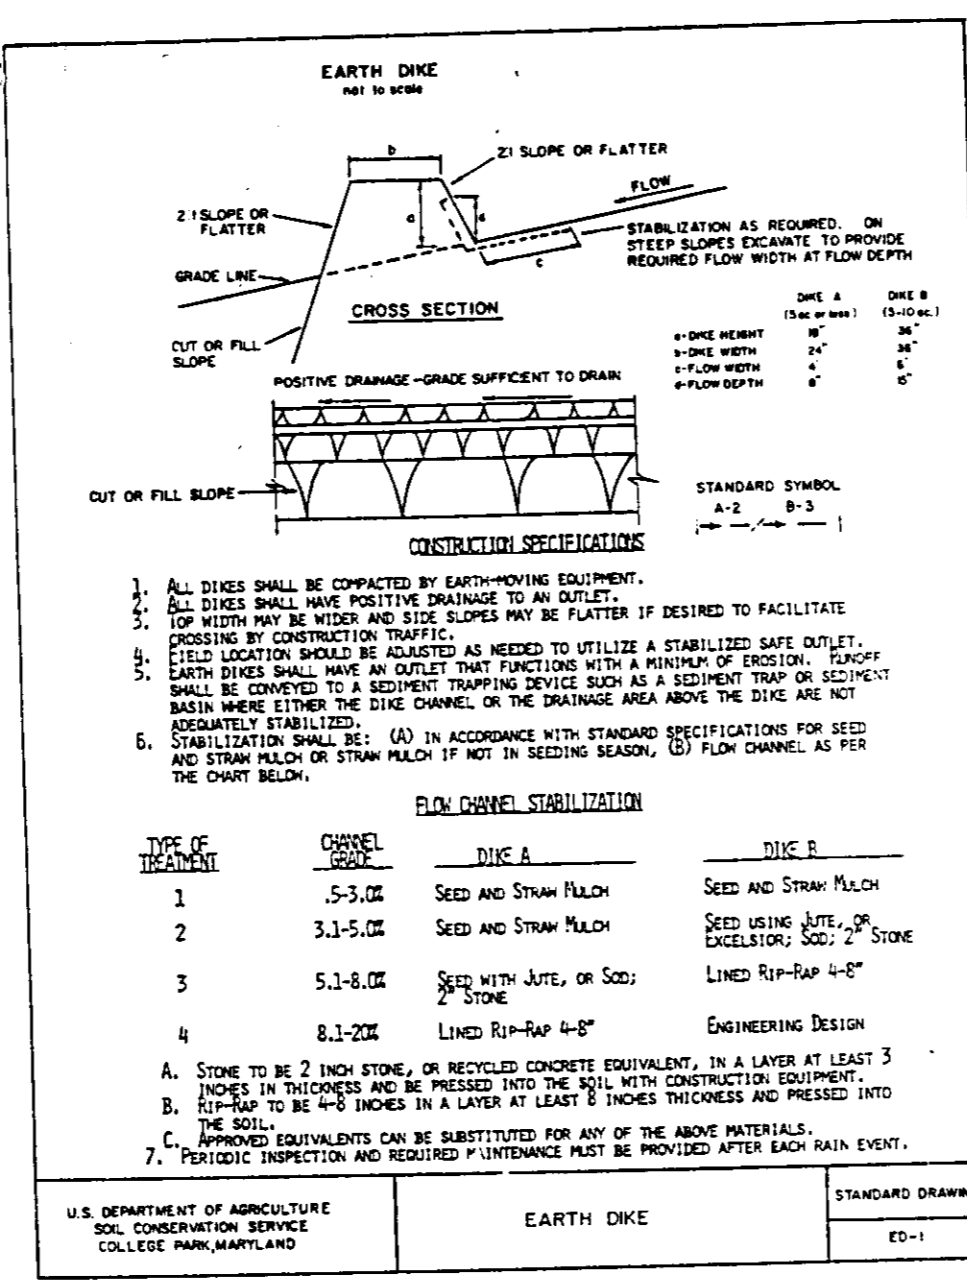 EARTH DIKE
not to scale
b
2:1 SLOPE OR FLATTER
FLOW
2:1 SLOPE OR
FLATTER
a
d
STABILIZATION AS REQUIRED. ON
STEEP SLOPES EXCAVATE TO PROVIDE
REQUIRED FLOW WIDTH AT FLOW DEPTH
c
GRADE LINE
CROSS SECTION
CUT OR FILL
SLOPE
DIKE A DIKE B
(5 ac or less) (5-10 ac.)
a-DIKE HEIGHT 18" 36"
b-DIKE WIDTH 24" 36"
c-FLOW WIDTH 4' 6'
d-FLOW DEPTH 8" 15"
POSITIVE DRAINAGE-GRADE SUFFICENT TO DRAIN
CUT OR FILL SLOPE
STANDARD SYMBOL
A-2 B-3
CONSTRUCTION SPECIFICATIONS
1. ALL DIKES SHALL BE COMPACTED BY EARTH-MOVING EQUIPMENT.
2. ALL DIKES SHALL HAVE POSITIVE DRAINAGE TO AN OUTLET.
3. TOP WIDTH MAY BE WIDER AND SIDE SLOPES MAY BE FLATTER IF DESIRED TO FACILITATE
CROSSING BY CONSTRUCTION TRAFFIC.
4. FIELD LOCATION SHOULD BE ADJUSTED AS NEEDED TO UTILIZE A STABILIZED SAFE OUTLET.
5. EARTH DIKES SHALL HAVE AN OUTLET THAT FUNCTIONS WITH A MINIMUM OF EROSION. RUNOFF
SHALL BE CONVEYED TO A SEDIMENT TRAPPING DEVICE SUCH AS A SEDIMENT TRAP OR SEDIMENT
BASIN WHERE EITHER THE DIKE CHANNEL OR THE DRAINAGE AREA ABOVE THE DIKE ARE NOT
ADEQUATELY STABILIZED.
6. STABILIZATION SHALL BE: (A) IN ACCORDANCE WITH STANDARD SPECIFICATIONS FOR SEED
AND STRAW MULCH OR STRAW MULCH IF NOT IN SEEDING SEASON, (B) FLOW CHANNEL AS PER
THE CHART BELOW.
FLOW CHANNEL STABILIZATION
TYPE OF TREATMENT CHANNEL GRADE DIKE A DIKE B
1 .5-3.0% SEED AND STRAW MULCH SEED AND STRAW MULCH
2 3.1-5.0% SEED AND STRAW MULCH SEED USING JUTE, OR
EXCELSIOR; SOD; 2" STONE
3 5.1-8.0% SEED WITH JUTE, OR SOD; LINED RIP-RAP 4-8"
2" STONE
4 8.1-20% LINED RIP-RAP 4-8" ENGINEERING DESIGN
A. STONE TO BE 2 INCH STONE, OR RECYCLED CONCRETE EQUIVALENT, IN A LAYER AT LEAST 3
INCHES IN THICKNESS AND BE PRESSED INTO THE SOIL WITH CONSTRUCTION EQUIPMENT.
B. RIP-RAP TO BE 4-8 INCHES IN A LAYER AT LEAST 8 INCHES THICKNESS AND PRESSED INTO
THE SOIL.
C. APPROVED EQUIVALENTS CAN BE SUBSTITUTED FOR ANY OF THE ABOVE MATERIALS.
7. PERIODIC INSPECTION AND REQUIRED MAINTENANCE MUST BE PROVIDED AFTER EACH RAIN EVENT.
U.S. DEPARTMENT OF AGRICULTURE
SOIL CONSERVATION SERVICE
COLLEGE PARK, MARYLAND
EARTH DIKE
STANDARD DRAWIN
ED-1